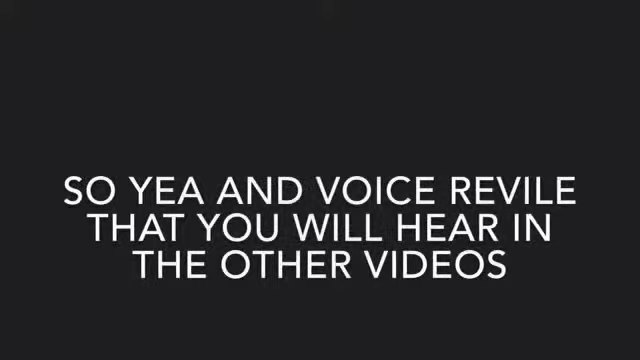 SO YEA AND VOICE REVILE
THAT YOU WILL HEAR IN
THE OTHER VIDEOS